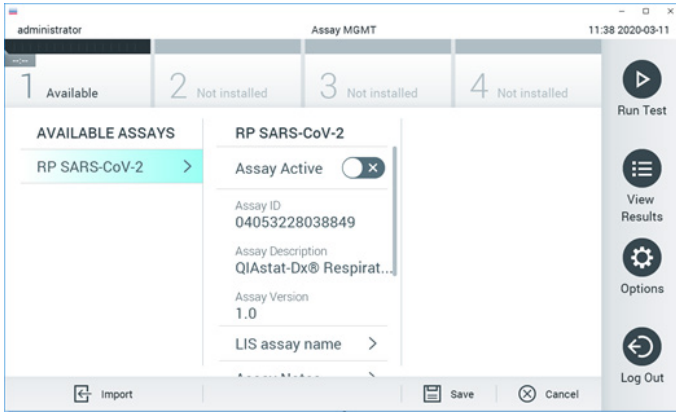 administrator Assay MGMT 11:38 2020-03-11
--:--
1 Available 2 Not installed 3 Not installed 4 Not installed
Run Test
AVAILABLE ASSAYS RP SARS-CoV-2
RP SARS-CoV-2 > Assay Active
View Results
Assay ID
04053228038849
Assay Description
QIAstat-Dx® Respirat...
Options
Assay Version
1.0
LIS assay name >
Assay Notes
Log Out
Import Save Cancel